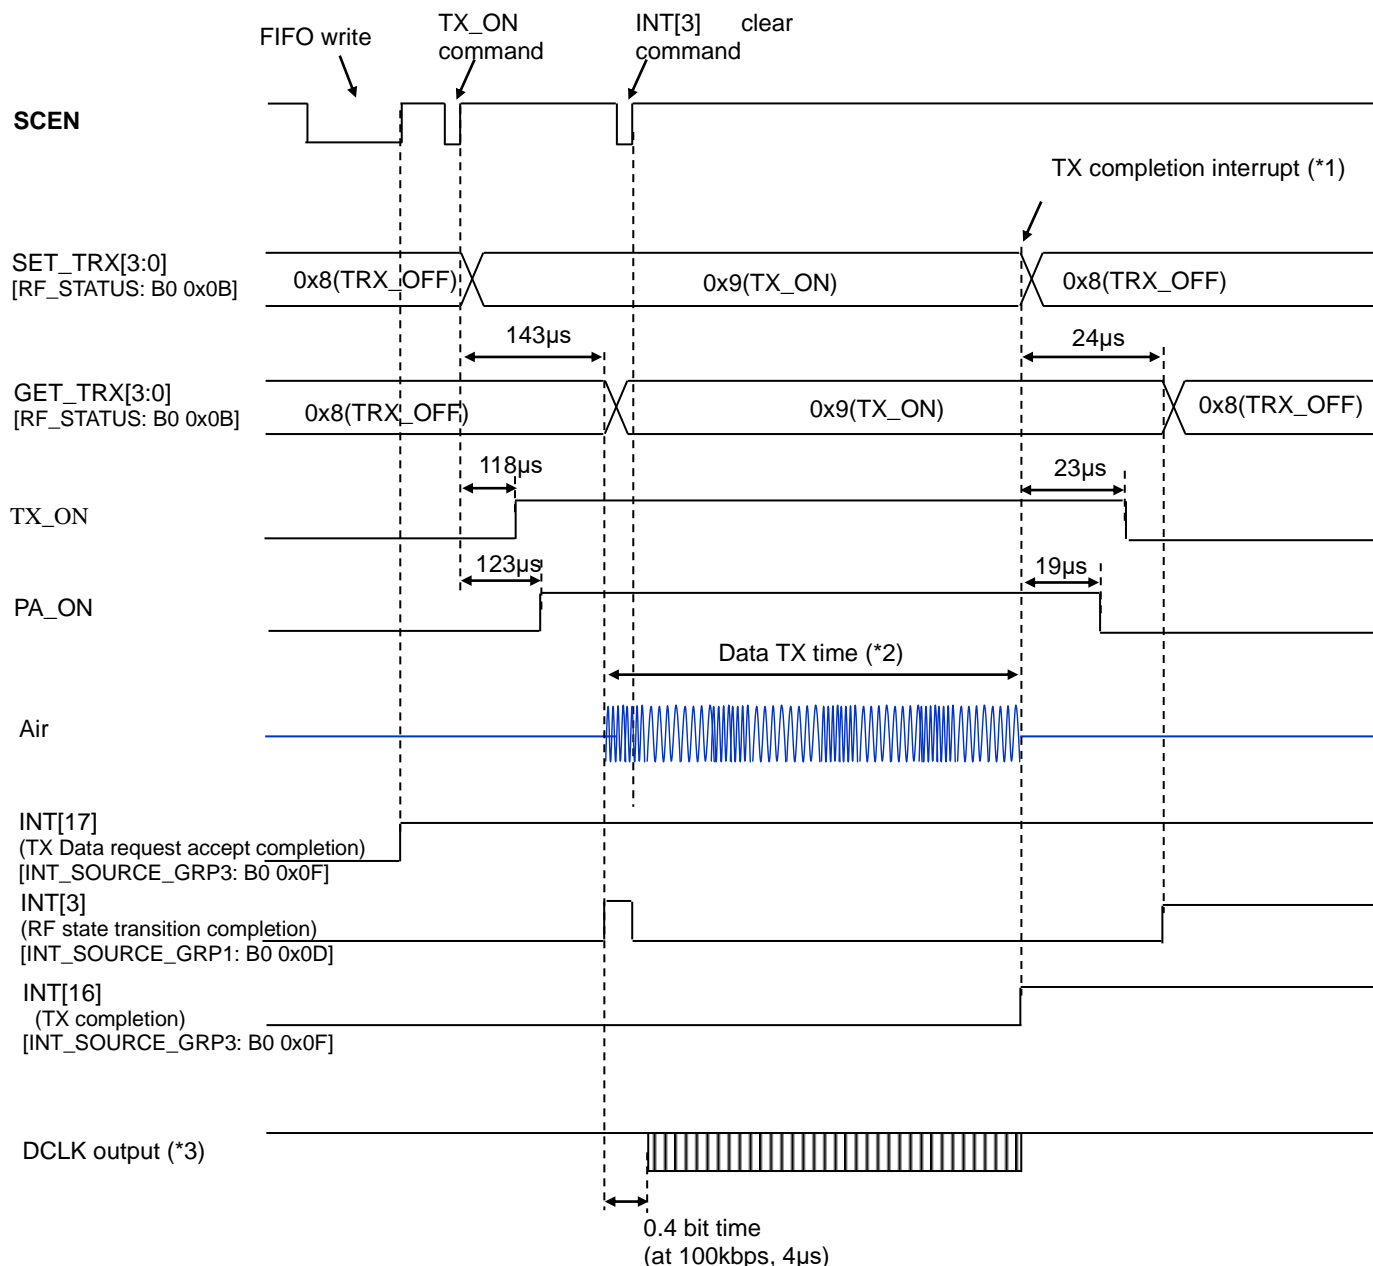 FIFO write
TX_ON
command
INT[3] clear
command
SCEN
TX completion interrupt (*1)
SET_TRX[3:0]
[RF_STATUS: B0 0x0B]
0x8(TRX_OFF)
0x9(TX_ON)
0x8(TRX_OFF)
143µs
24µs
GET_TRX[3:0]
[RF_STATUS: B0 0x0B]
0x8(TRX_OFF)
0x9(TX_ON)
0x8(TRX_OFF)
118µs
23µs
TX_ON
123µs
19µs
PA_ON
Data TX time (*2)
Air
INT[17]
(TX Data request accept completion)
[INT_SOURCE_GRP3: B0 0x0F]
INT[3]
(RF state transition completion)
[INT_SOURCE_GRP1: B0 0x0D]
INT[16]
(TX completion)
[INT_SOURCE_GRP3: B0 0x0F]
DCLK output (*3)
0.4 bit time
(at 100kbps, 4µs)